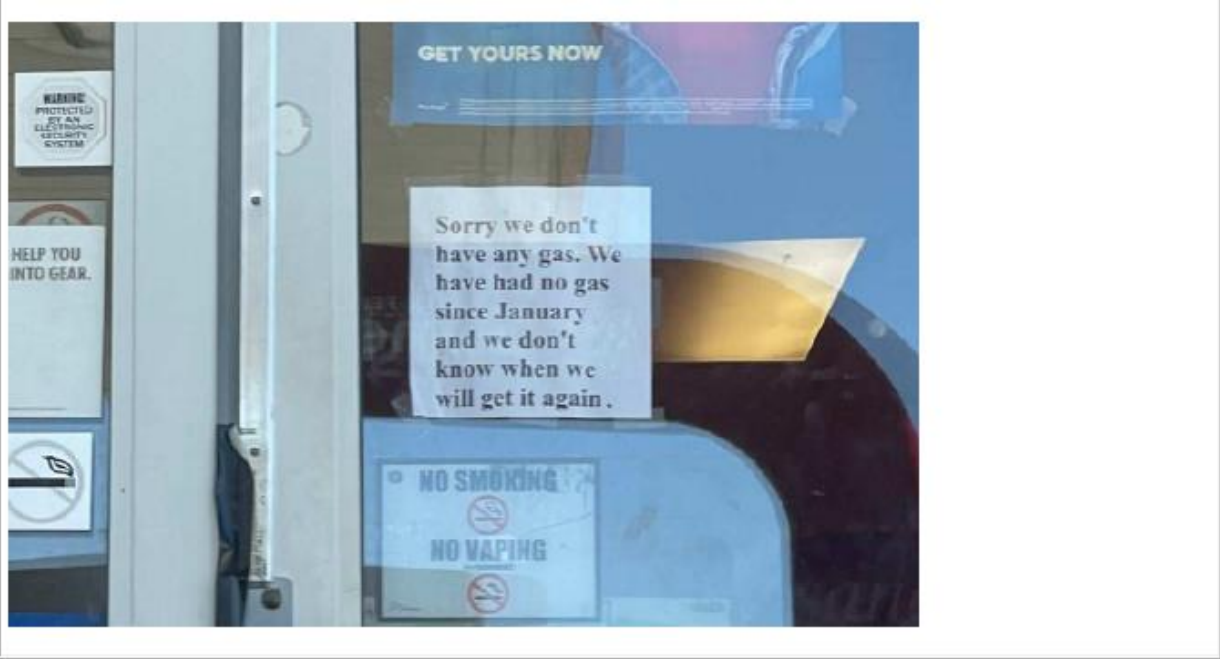 GET YOURS NOW
WARNING:
PROTECTED
BY AN
ELECTRONIC
SECURITY
SYSTEM
HELP YOU
INTO GEAR.
Sorry we don't
have any gas. We
have had no gas
since January
and we don't
know when we
will get it again.
NO SMOKING
NO VAPING